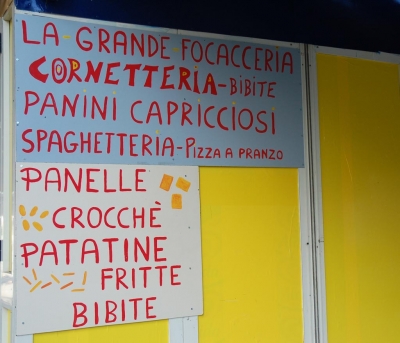 LA GRANDE FOCACCERIA
CORNETTERIA-BIBITE
PANINI CAPRICCIOSI
SPAGHETTERIA-PIZZA A PRANZO
PANELLE
CROCCHÈ
PATATINE
FRITTE
BIBITE